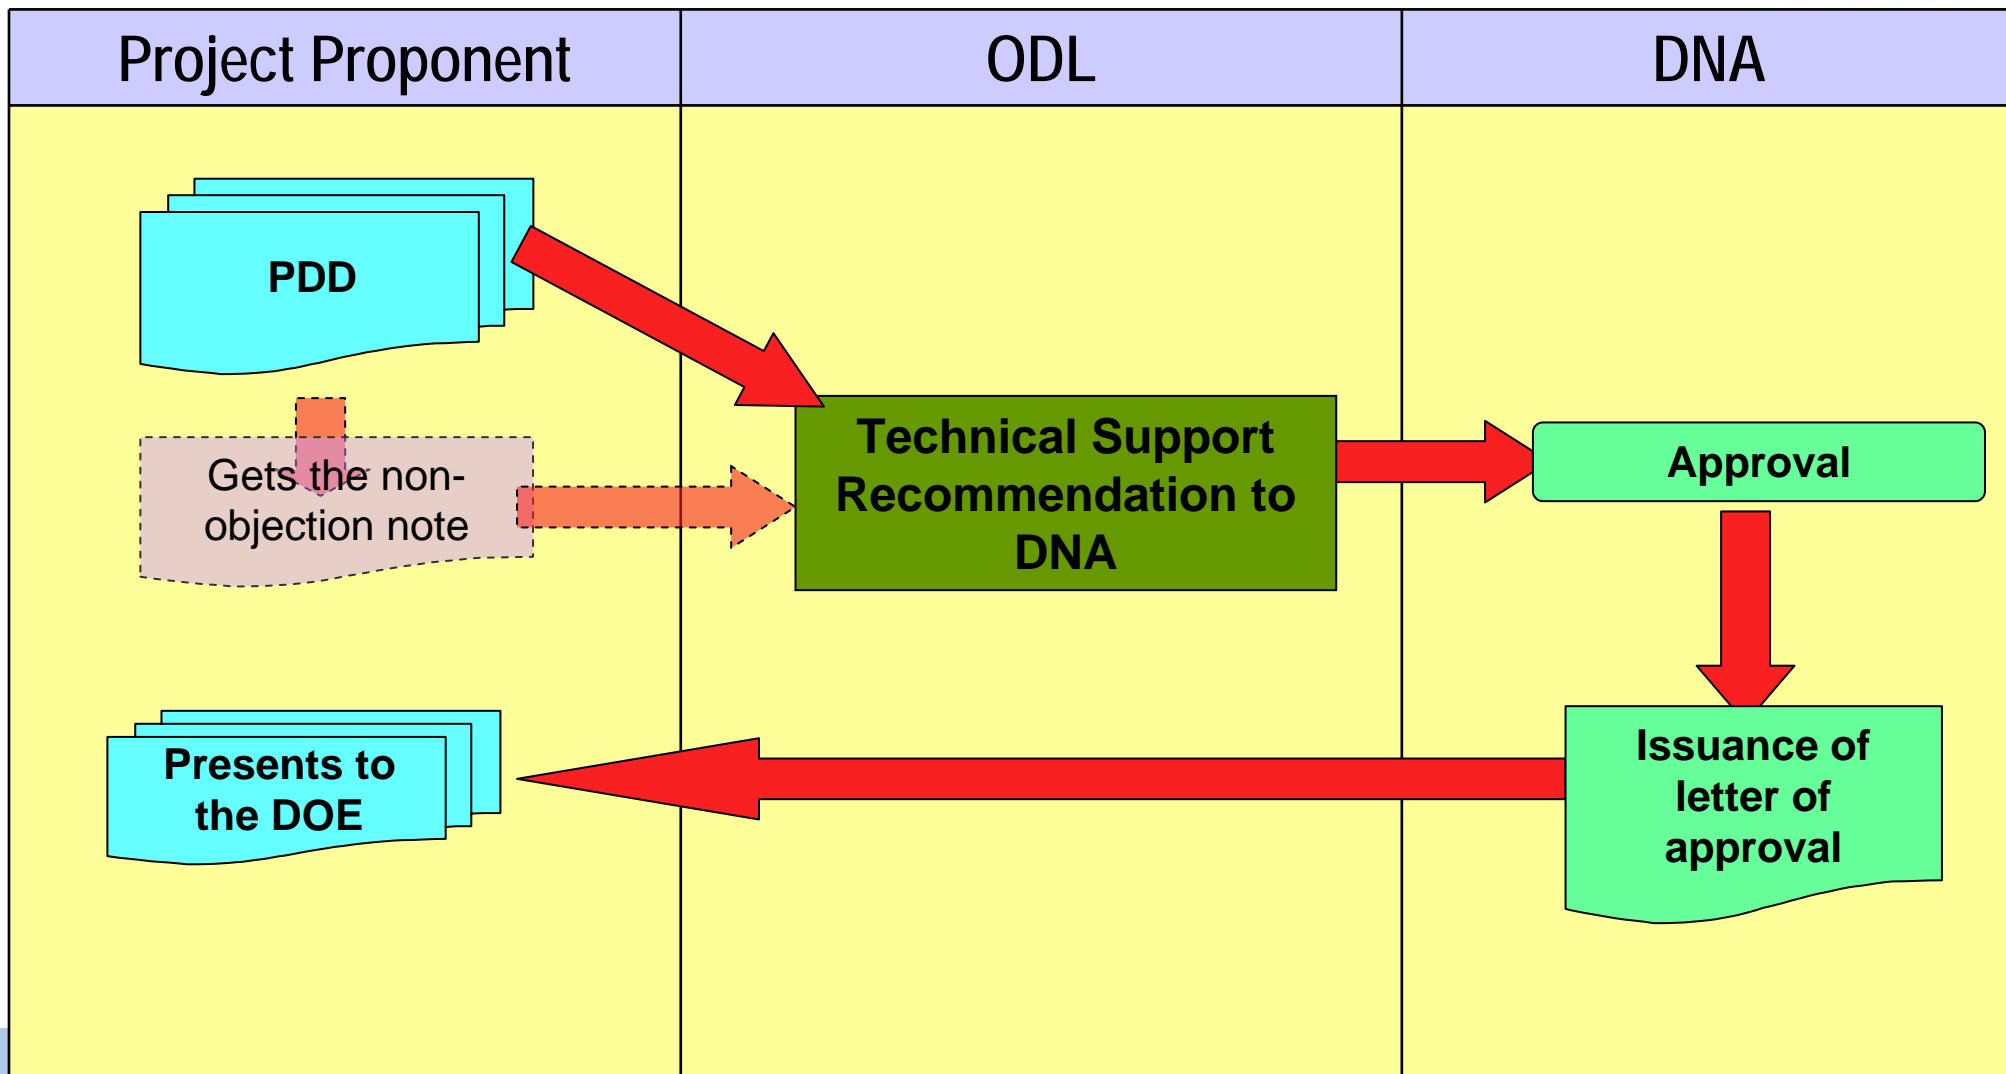 Project Proponent
ODL
DNA
PDD
Gets the non-
objection note
Technical Support
Recommendation to
DNA
Approval
Presents to
the DOE
Issuance of
letter of
approval